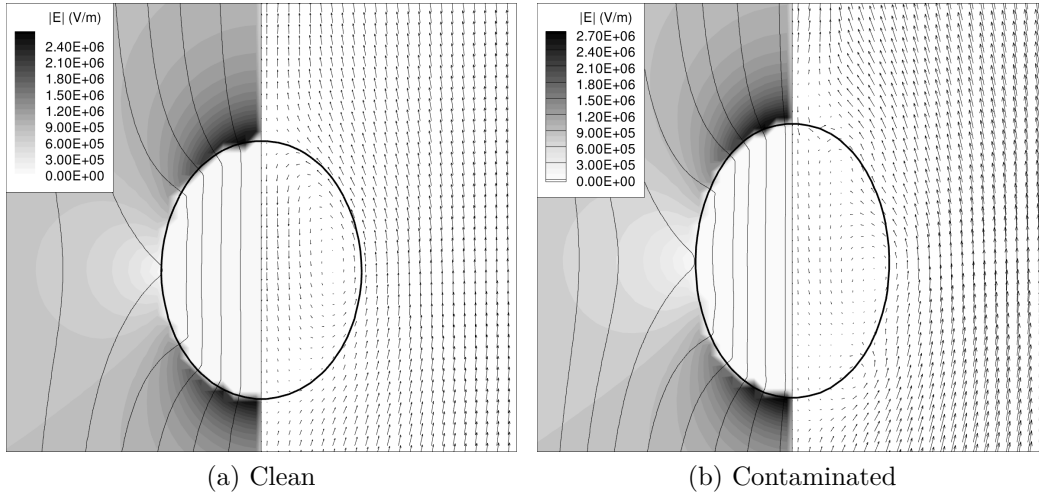 |E| (V/m)
2.40E+06
2.10E+06
1.80E+06
1.50E+06
1.20E+06
9.00E+05
6.00E+05
3.00E+05
0.00E+00
|E| (V/m)
2.70E+06
2.40E+06
2.10E+06
1.80E+06
1.50E+06
1.20E+06
9.00E+05
6.00E+05
3.00E+05
0.00E+00
(a) Clean
(b) Contaminated